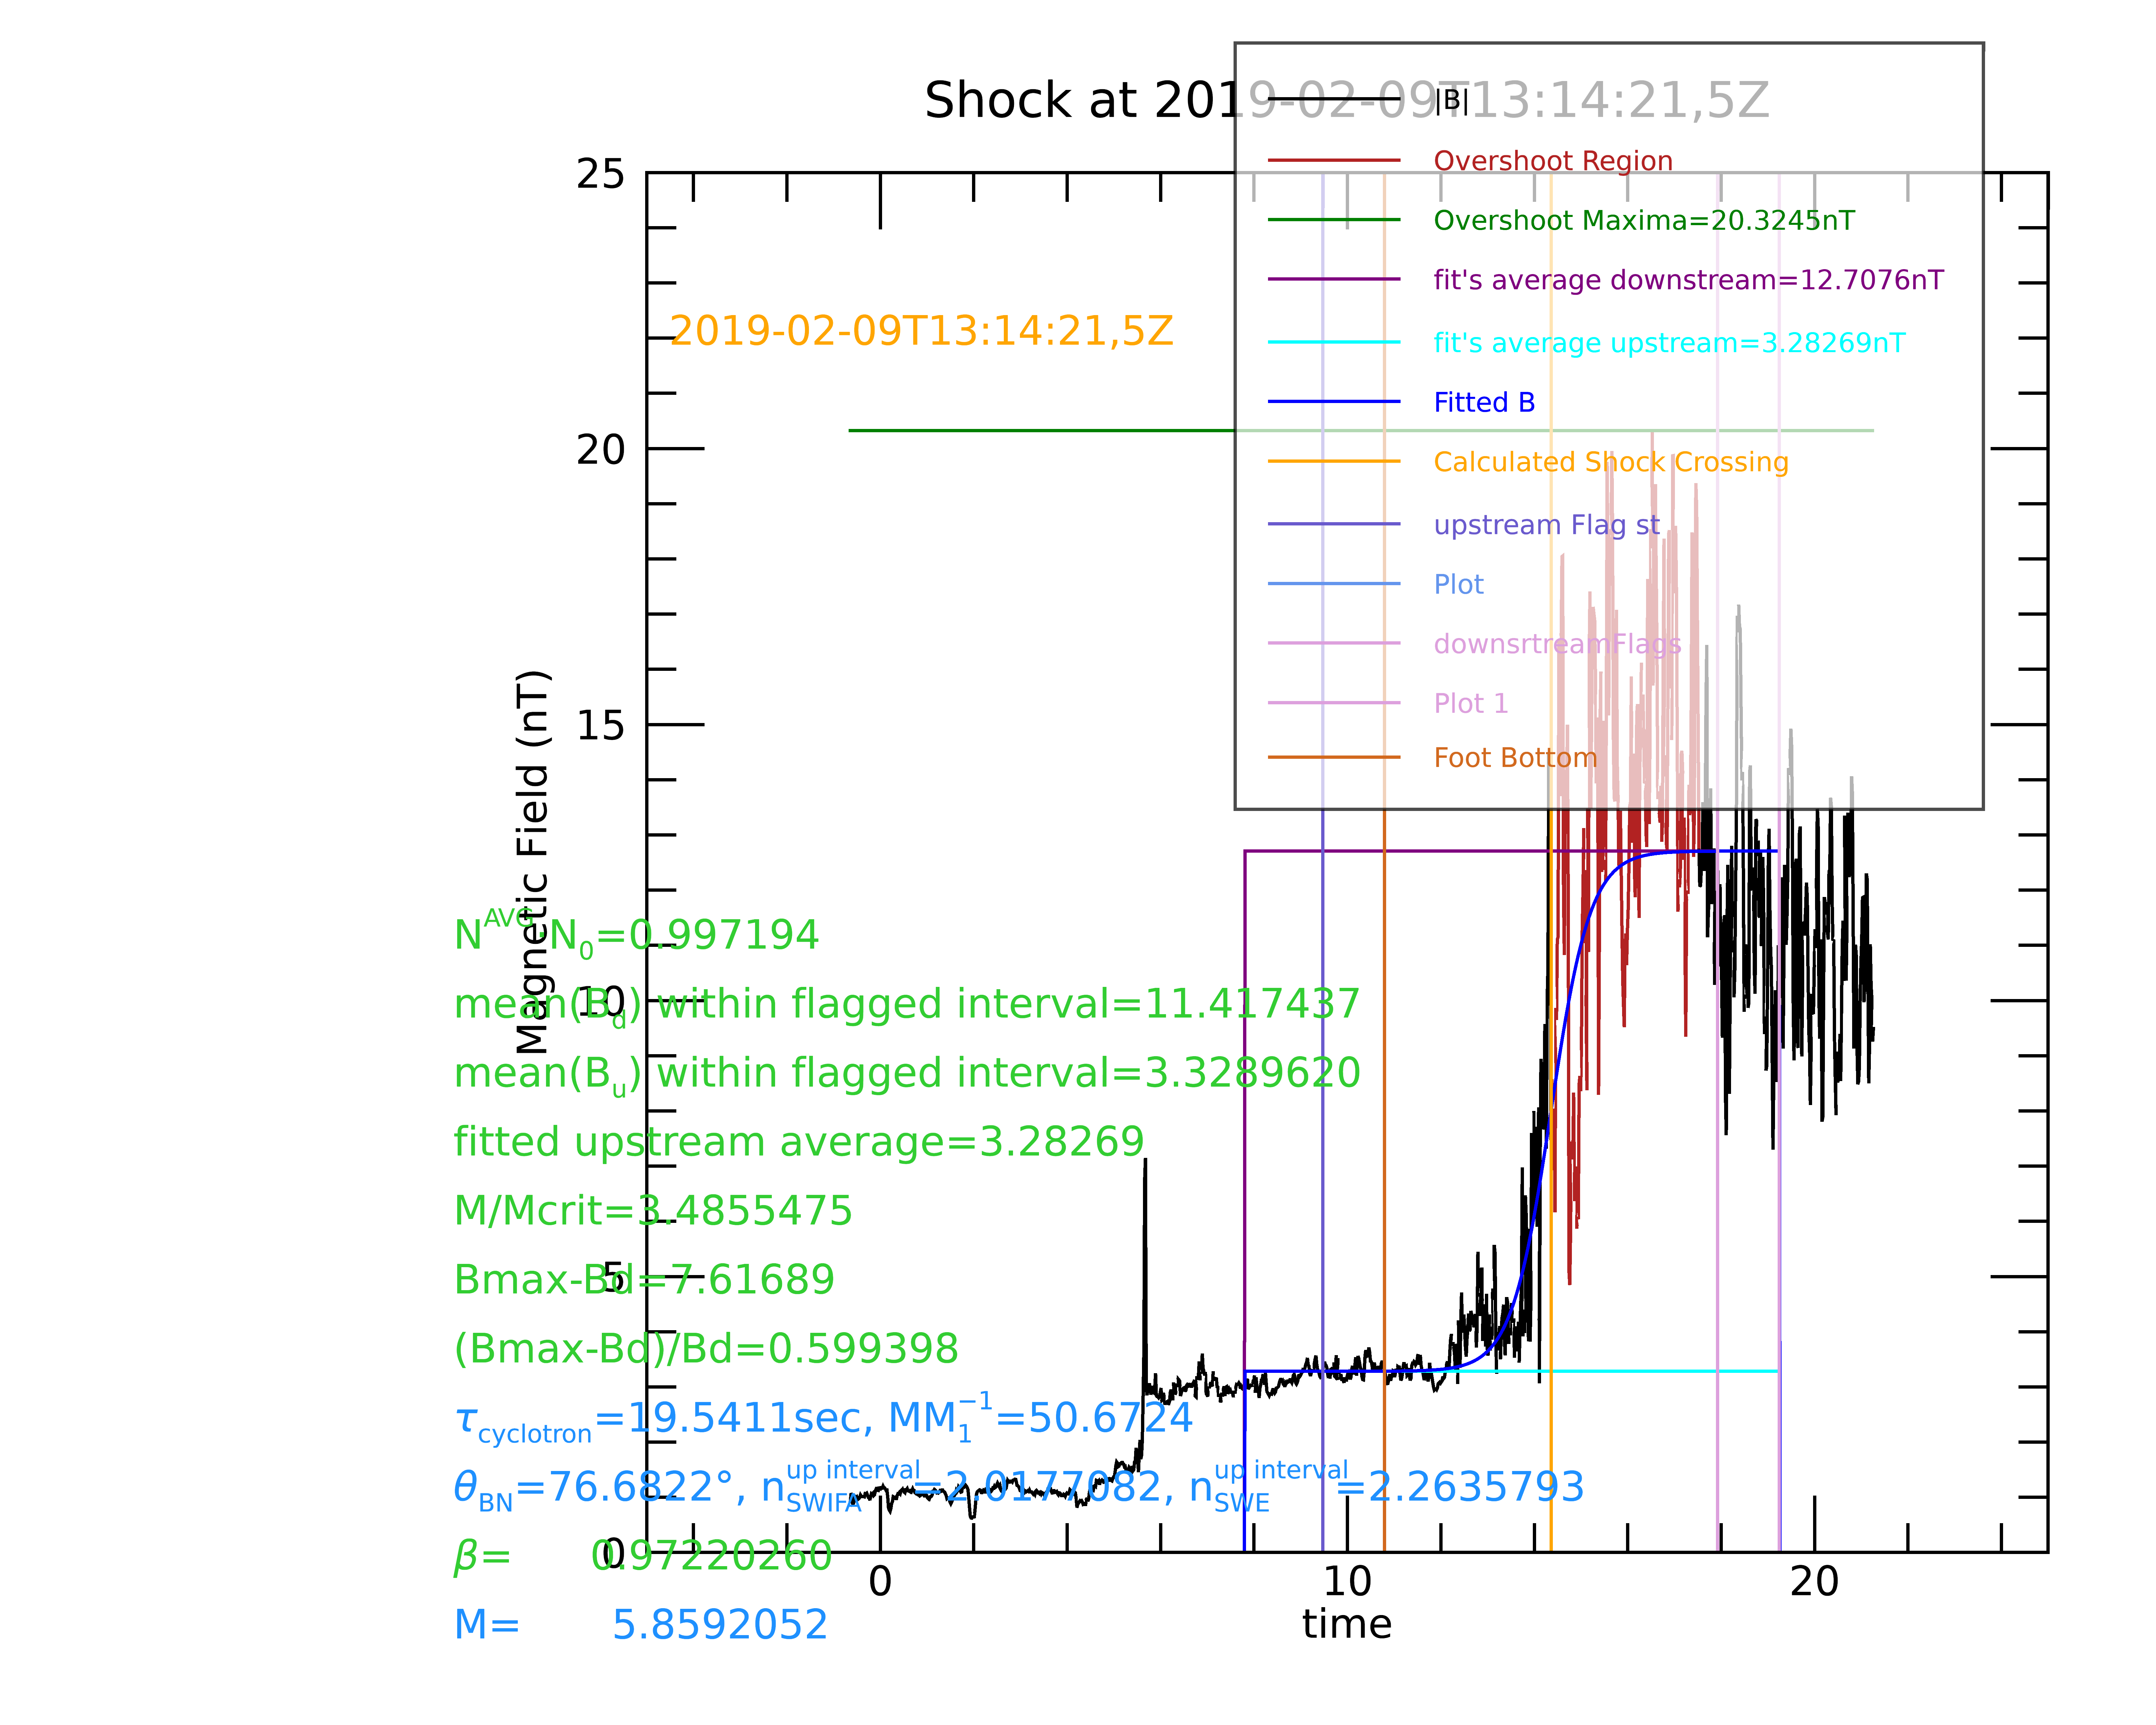 Shock at 2019-02-09T13:14:21,5Z
|B|
Overshoot Region
Overshoot Maxima=20.3245nT
fit's average downstream=12.7076nT
fit's average upstream=3.28269nT
Fitted B
Calculated Shock Crossing
upstream Flag st
Plot
downsrtreamFlags
Plot 1
Foot Bottom
2019-02-09T13:14:21,5Z
Magnetic Field (nT)
25
20
15
10
5
0
N^AVG·N_0=0.997194
mean(B_d) within flagged interval=11.417437
mean(B_u) within flagged interval=3.3289620
fitted upstream average=3.28269
M/Mcrit=3.4855475
Bmax-Bd=7.61689
(Bmax-Bd)/Bd=0.599398
τ_cyclotron=19.5411sec, MM_1^−1=50.6724
θ_BN=76.6822°, n_SWIFA^up interval=2.0177082, n_SWE^up interval=2.2635793
β= 0.97220260
M= 5.8592052
0 10 20
time